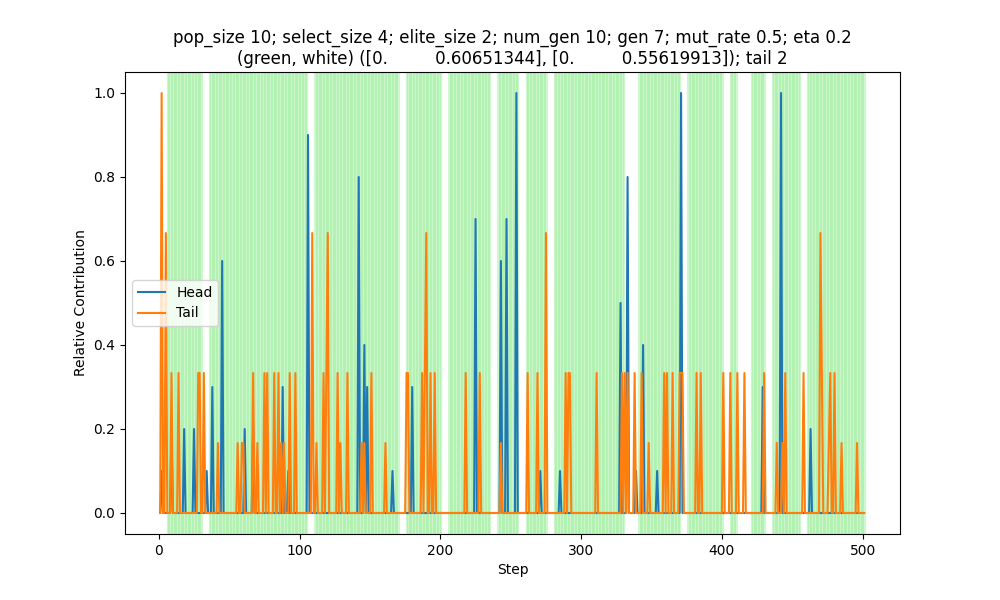 pop_size 10; select_size 4; elite_size 2; num_gen 10; gen 7; mut_rate 0.5; eta 0.2
(green, white) ([0.         0.60651344], [0.         0.55619913]); tail 2
1.0
0.8
0.6
0.4
0.2
0.0
Relative Contribution
Head
Tail
0
100
200
300
400
500
Step